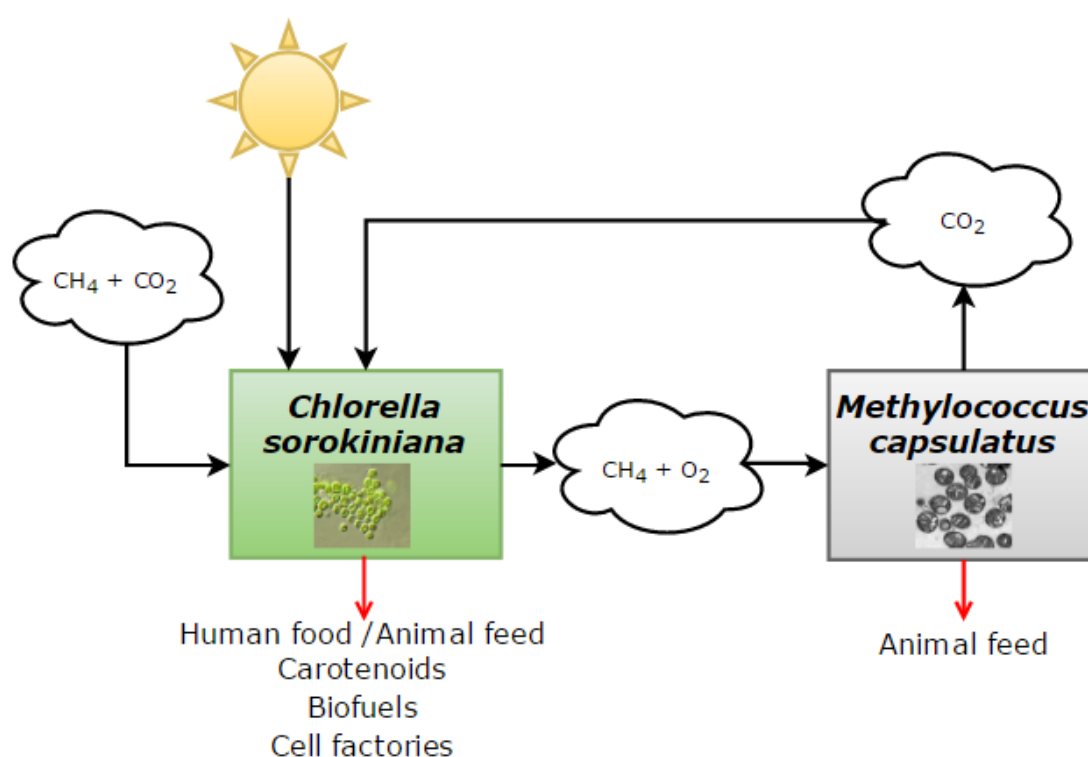 CO₂
CH₄ + CO₂
Chlorella
sorokiniana
Methylococcus
capsulatus
CH₄ + O₂
Human food /Animal feed
Carotenoids
Biofuels
Cell factories
Animal feed